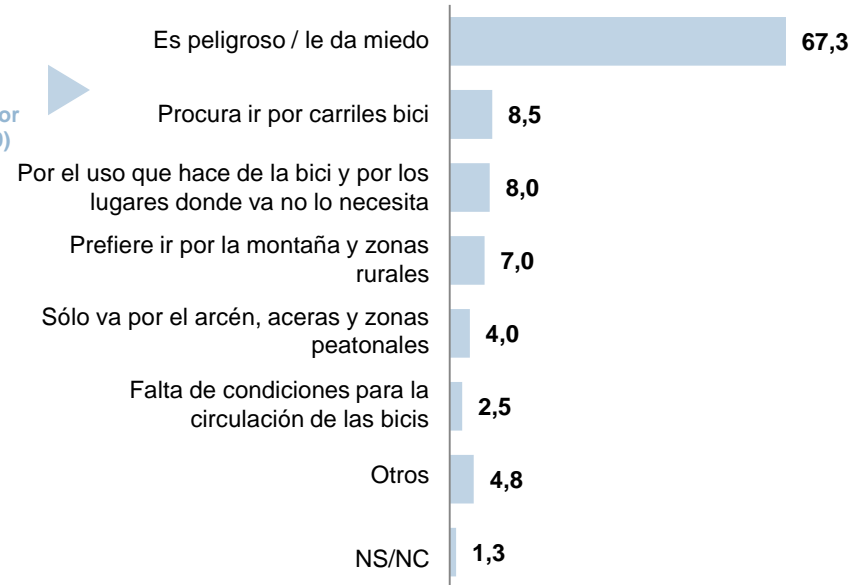 Es peligroso / le da miedo
67,3
or
)
Procura ir por carriles bici
8,5
Por el uso que hace de la bici y por los
lugares donde va no lo necesita
8,0
Prefiere ir por la montaña y zonas
rurales
7,0
Sólo va por el arcén, aceras y zonas
peatonales
4,0
Falta de condiciones para la
circulación de las bicis
2,5
Otros
4,8
NS/NC
1,3